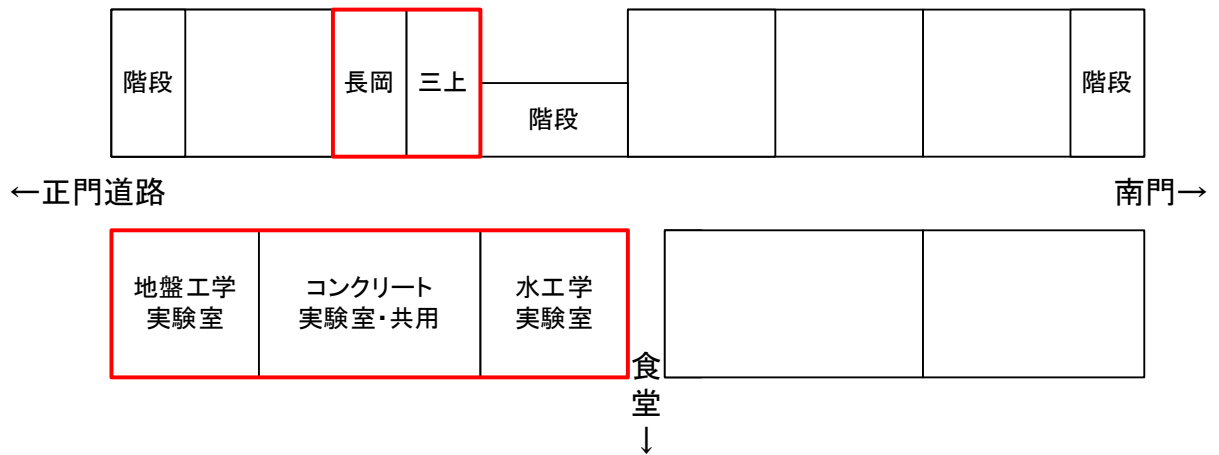 階段
長岡
三上
階段
階段
←正門道路
南門→
地盤工学
実験室
コンクリート
実験室・共用
水工学
実験室
食
堂
↓